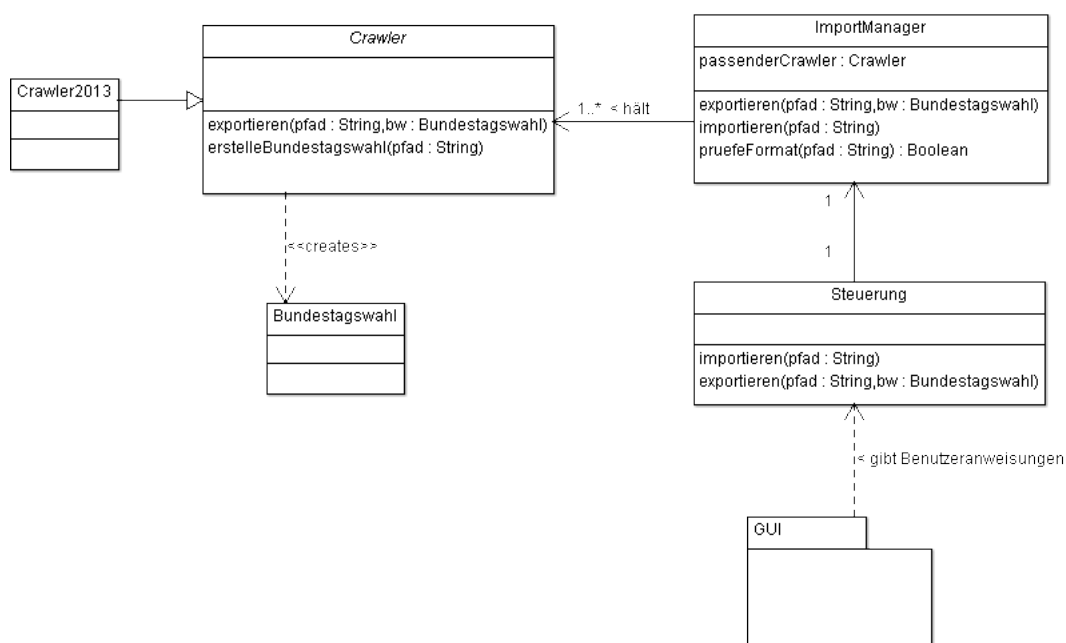 Crawler
exportieren(pfad : String,bw : Bundestagswahl)
erstelleBundestagswahl(pfad : String)
Crawler2013
<<creates>>
Bundestagswahl
1..* < hält
ImportManager
passenderCrawler : Crawler
exportieren(pfad : String,bw : Bundestagswahl)
importieren(pfad : String)
pruefeFormat(pfad : String) : Boolean
1
1
Steuerung
importieren(pfad : String)
exportieren(pfad : String,bw : Bundestagswahl)
< gibt Benutzeranweisungen
GUI